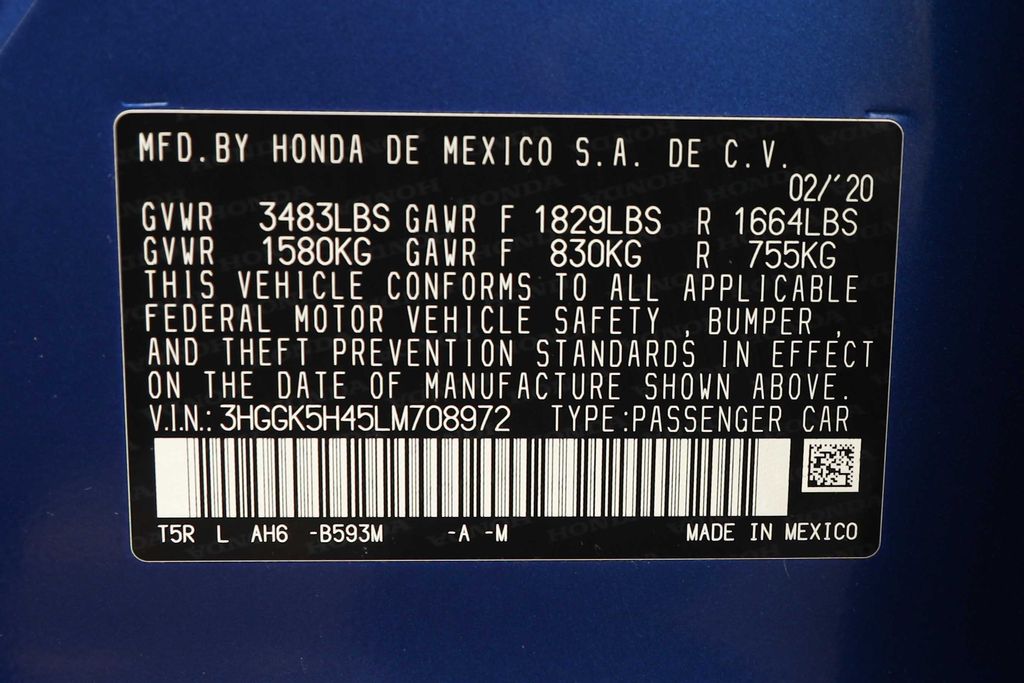 MFD.BY HONDA DE MEXICO S.A. DE C.V.
02/'20
GVWR 3483LBS GAWR F 1829LBS R 1664LBS
GVWR 1580KG GAWR F 830KG R 755KG
THIS VEHICLE CONFORMS TO ALL APPLICABLE
FEDERAL MOTOR VEHICLE SAFETY , BUMPER ,
AND THEFT PREVENTION STANDARDS IN EFFECT
ON THE DATE OF MANUFACTURE SHOWN ABOVE.
V.I.N.: 3HGGK5H45LM708972 TYPE:PASSENGER CAR
T5R L AH6 -B593M -A -M MADE IN MEXICO